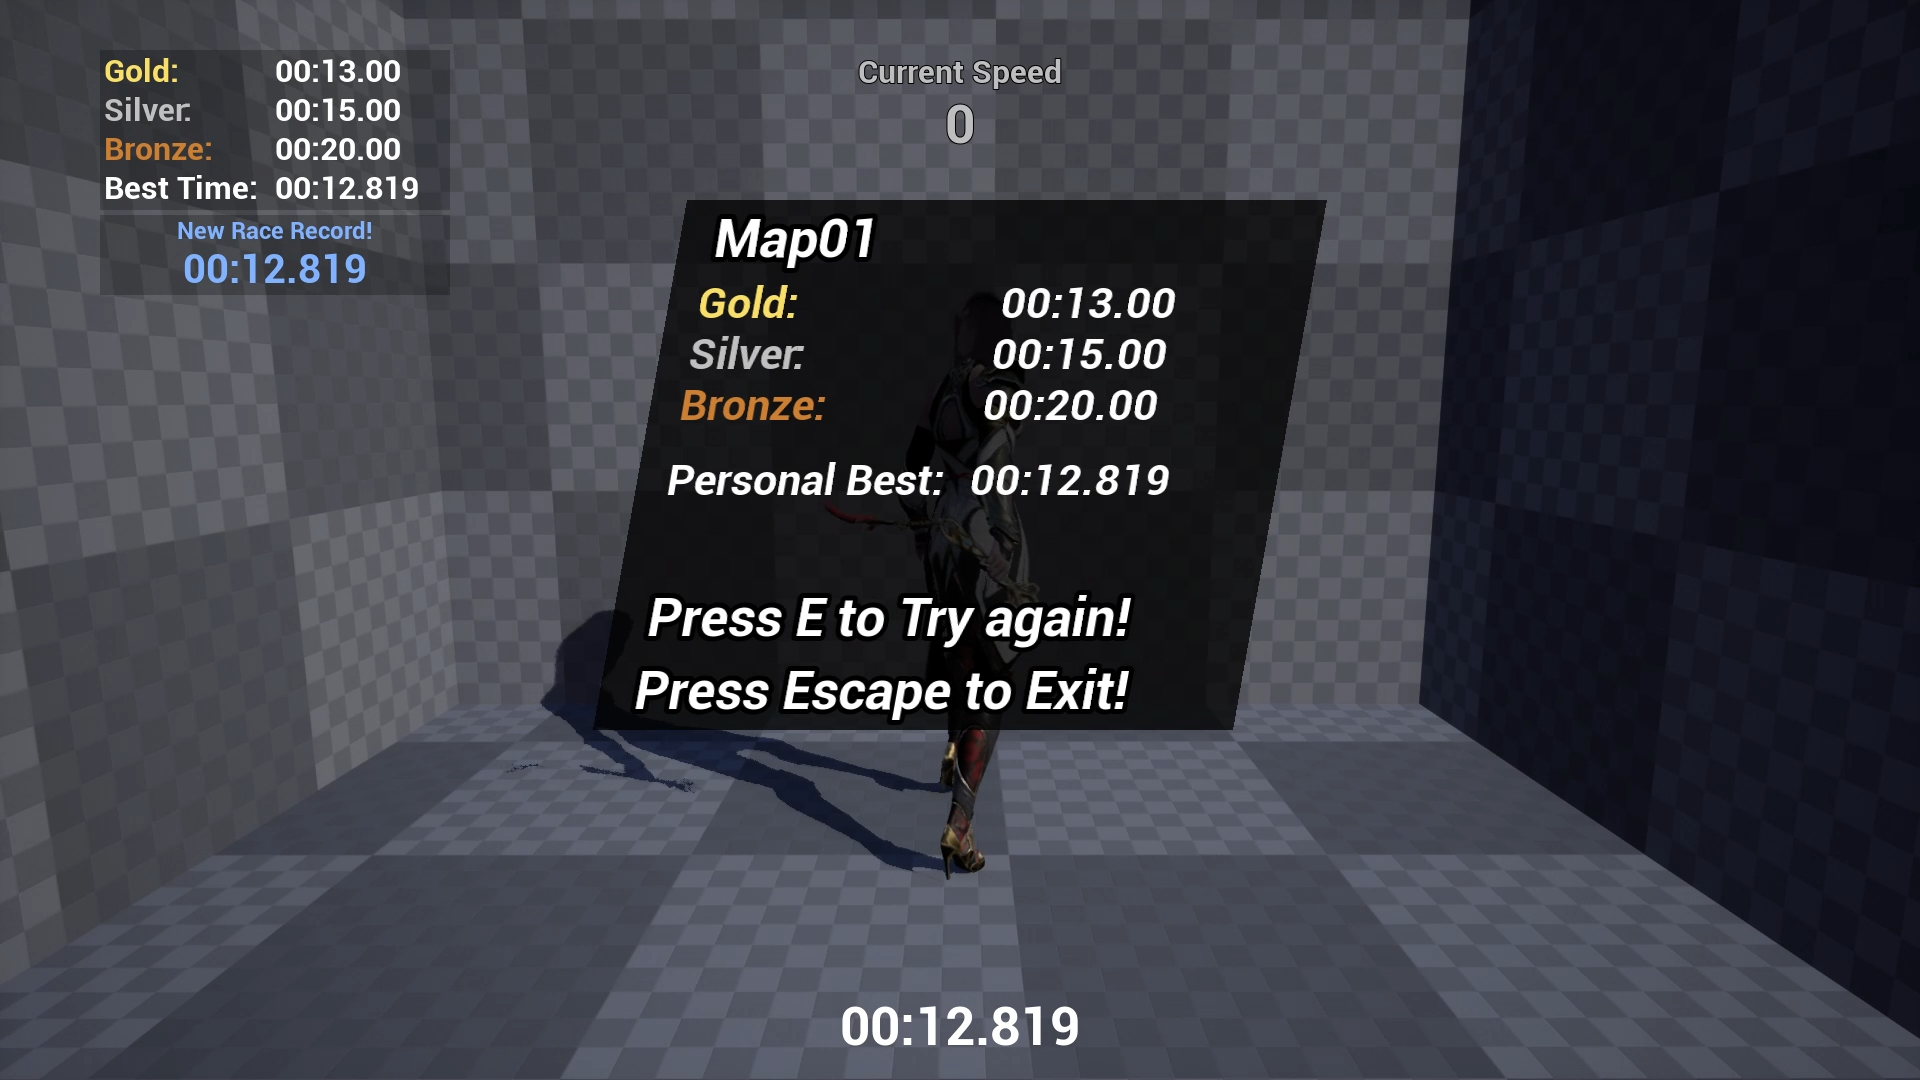 Gold: 00:13.00
Silver: 00:15.00
Bronze: 00:20.00
Best Time: 00:12.819
New Race Record!
00:12.819
Current Speed
0
Map01
Gold: 00:13.00
Silver: 00:15.00
Bronze: 00:20.00
Personal Best: 00:12.819
Press E to Try again!
Press Escape to Exit!
00:12.819